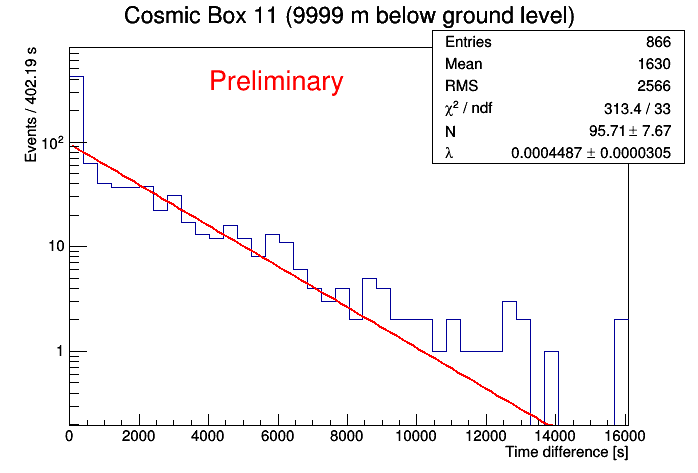 Cosmic Box 11 (9999 m below ground level)
Entries 866
Mean 1630
RMS 2566
χ² / ndf 313.4 / 33
N 95.71 ± 7.67
λ 0.0004487 ± 0.0000305
Preliminary
Events / 402.19 s
10²
10
1
0 2000 4000 6000 8000 10000 12000 14000 16000
Time difference [s]